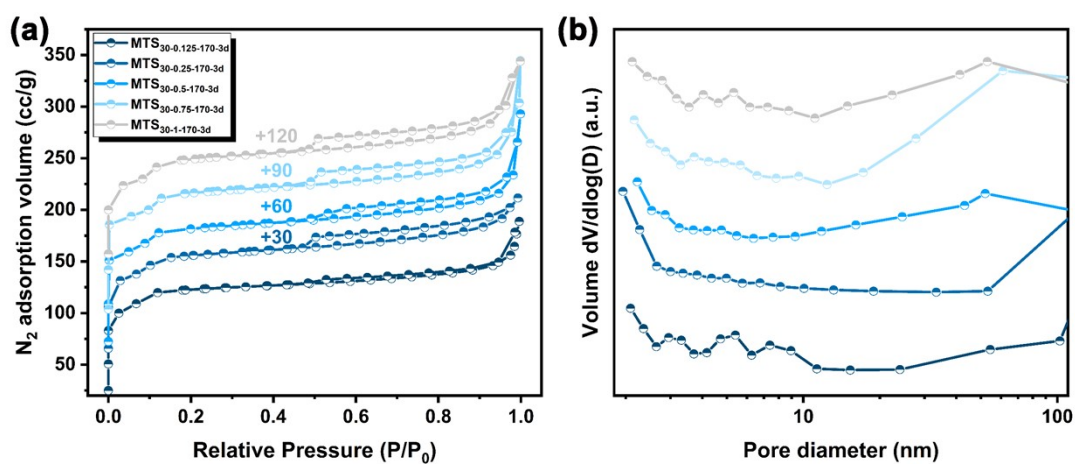 (a)
MTS30-0.125-170-3d
MTS30-0.25-170-3d
MTS30-0.5-170-3d
MTS30-0.75-170-3d
MTS30-1-170-3d
+120
+90
+60
+30
350
300
250
200
150
100
50
N2 adsorption volume (cc/g)
0.0 0.2 0.4 0.6 0.8 1.0
Relative Pressure (P/P0)
(b)
Volume dV/dlog(D) (a.u.)
10 100
Pore diameter (nm)